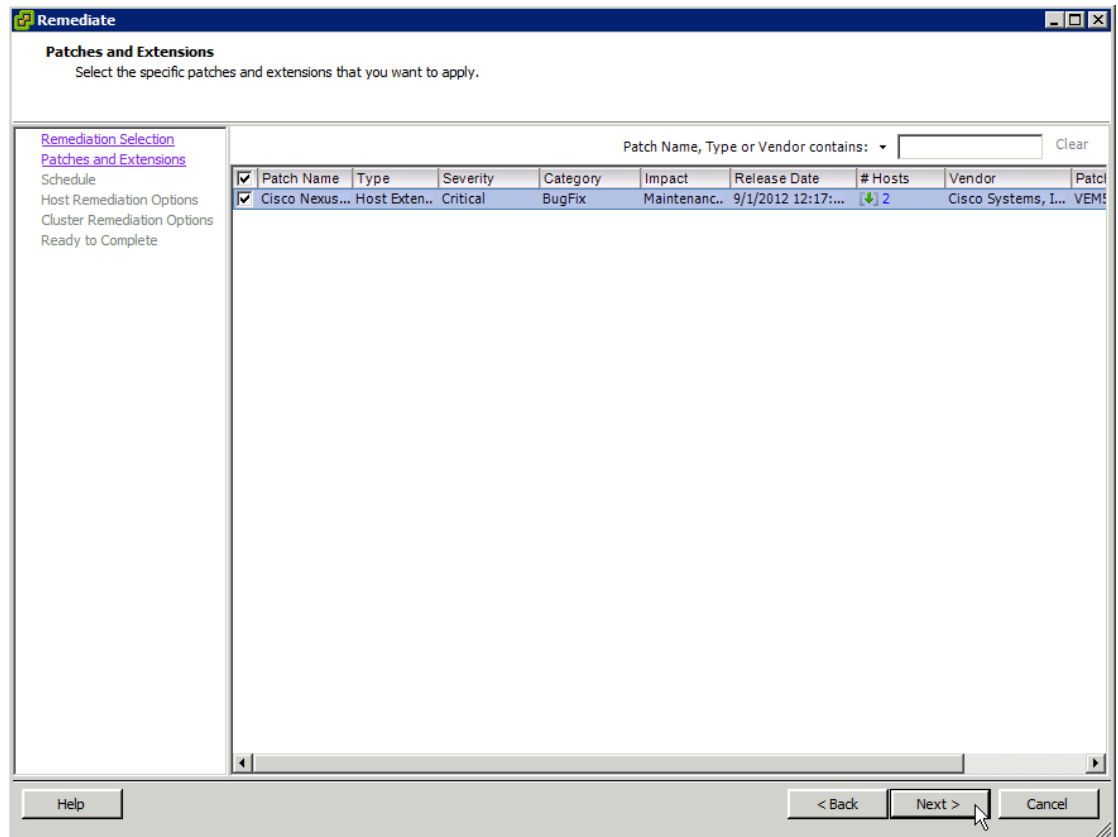 Remediate
Patches and Extensions
Select the specific patches and extensions that you want to apply.
Remediation Selection
Patches and Extensions
Schedule
Host Remediation Options
Cluster Remediation Options
Ready to Complete
Patch Name, Type or Vendor contains: Clear
Patch Name Type Severity Category Impact Release Date # Hosts Vendor Patch
Cisco Nexus... Host Exten.. Critical BugFix Maintenanc.. 9/1/2012 12:17:... 2 Cisco Systems, I... VEM5
Help < Back Next > Cancel